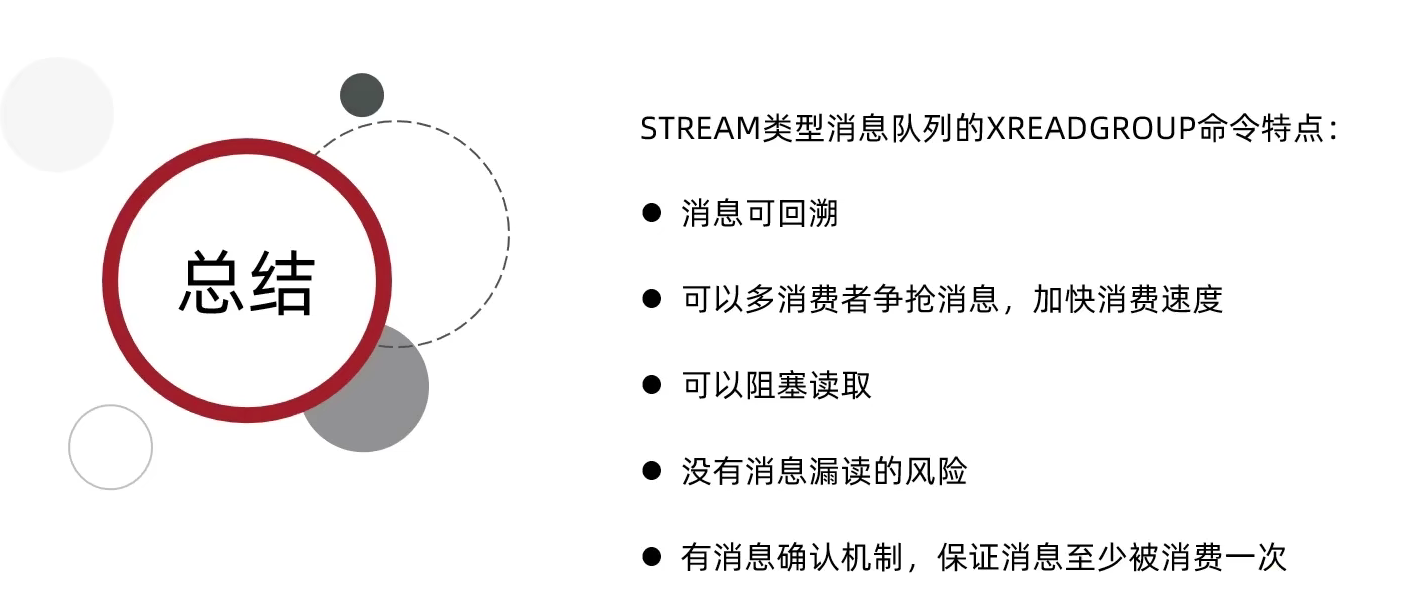 总结
STREAM类型消息队列的XREADGROUP命令特点：
● 消息可回溯
● 可以多消费者争抢消息，加快消费速度
● 可以阻塞读取
● 没有消息漏读的风险
● 有消息确认机制，保证消息至少被消费一次